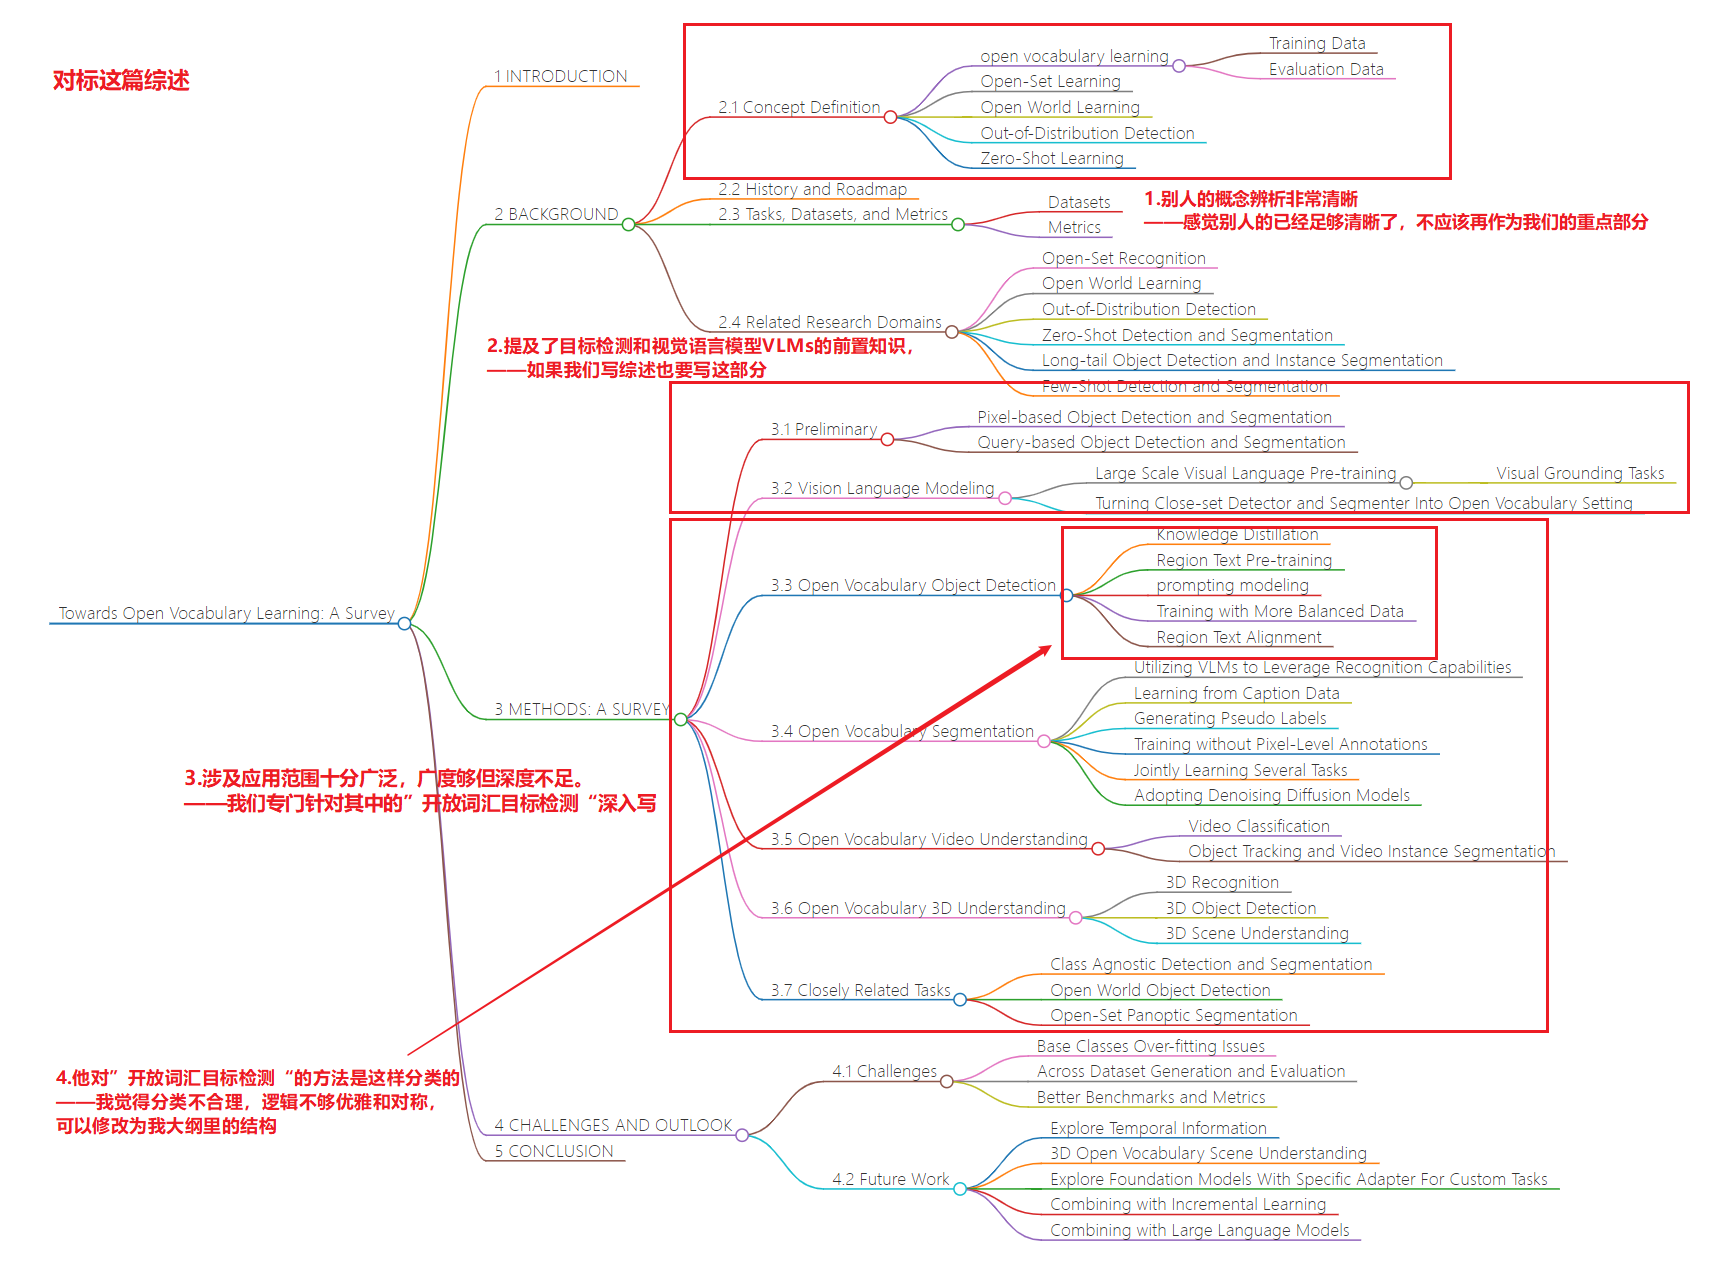 对标这篇综述
Towards Open Vocabulary Learning: A Survey
1 INTRODUCTION
2 BACKGROUND
2.1 Concept Definition
open vocabulary learning
Training Data
Evaluation Data
Open-Set Learning
Open World Learning
Out-of-Distribution Detection
Zero-Shot Learning
1.别人的概念辨析非常清晰
——感觉别人的已经足够清晰了，不应该再作为我们的重点部分
2.2 History and Roadmap
2.3 Tasks, Datasets, and Metrics
Datasets
Metrics
2.4 Related Research Domains
Open-Set Recognition
Open World Learning
Out-of-Distribution Detection
Zero-Shot Detection and Segmentation
Long-tail Object Detection and Instance Segmentation
Few-Shot Detection and Segmentation
2.提及了目标检测和视觉语言模型VLMs的前置知识，
——如果我们写综述也要写这部分
3 METHODS: A SURVEY
3.1 Preliminary
Pixel-based Object Detection and Segmentation
Query-based Object Detection and Segmentation
3.2 Vision Language Modeling
Large Scale Visual Language Pre-training
Visual Grounding Tasks
Turning Close-set Detector and Segmenter Into Open Vocabulary Setting
3.3 Open Vocabulary Object Detection
Knowledge Distillation
Region Text Pre-training
prompting modeling
Training with More Balanced Data
Region Text Alignment
3.4 Open Vocabulary Segmentation
Utilizing VLMs to Leverage Recognition Capabilities
Learning from Caption Data
Generating Pseudo Labels
Training without Pixel-Level Annotations
Jointly Learning Several Tasks
Adopting Denoising Diffusion Models
3.涉及应用范围十分广泛，广度够但深度不足。
——我们专门针对其中的”开放词汇目标检测“深入写
3.5 Open Vocabulary Video Understanding
Video Classification
Object Tracking and Video Instance Segmentation
3.6 Open Vocabulary 3D Understanding
3D Recognition
3D Object Detection
3D Scene Understanding
3.7 Closely Related Tasks
Class Agnostic Detection and Segmentation
Open World Object Detection
Open-Set Panoptic Segmentation
4.他对”开放词汇目标检测“的方法是这样分类的
——我觉得分类不合理，逻辑不够优雅和对称，
可以修改为我大纲里的结构
4 CHALLENGES AND OUTLOOK
4.1 Challenges
Base Classes Over-fitting Issues
Across Dataset Generation and Evaluation
Better Benchmarks and Metrics
4.2 Future Work
Explore Temporal Information
3D Open Vocabulary Scene Understanding
Explore Foundation Models With Specific Adapter For Custom Tasks
Combining with Incremental Learning
Combining with Large Language Models
5 CONCLUSION